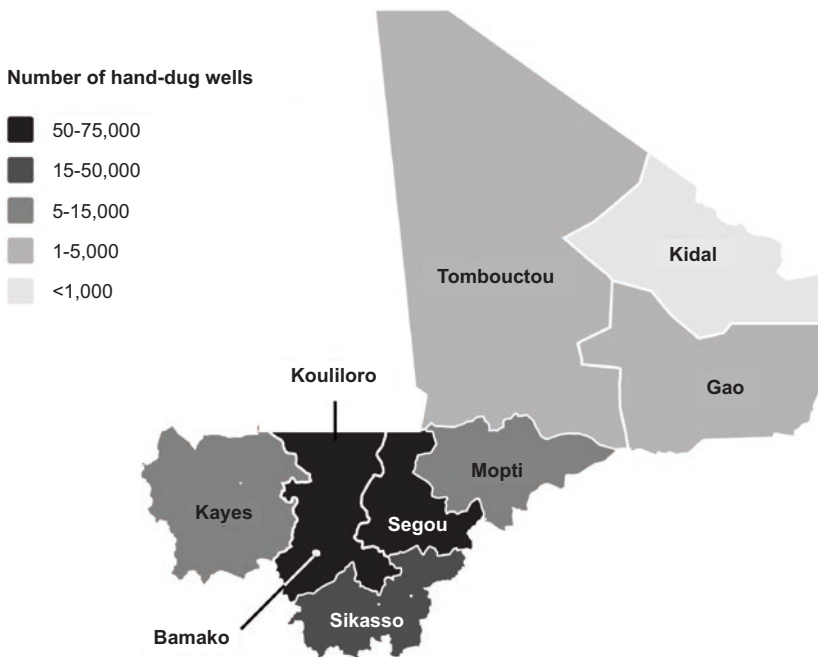 Number of hand-dug wells
50-75,000
15-50,000
5-15,000
1-5,000
<1,000
Kidal
Tombouctou
Kouliloro
Gao
Mopti
Kayes
Segou
Sikasso
Bamako